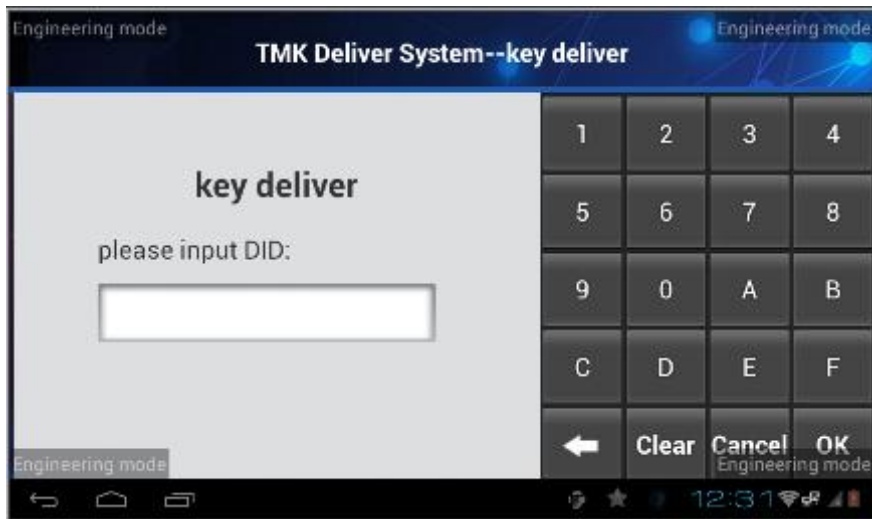 Engineering mode
Engineering mode
TMK Deliver System--key deliver
key deliver
please input DID:
1 2 3 4
5 6 7 8
9 0 A B
C D E F
Clear Cancel OK
Engineering mode
Engineering mode
12:31